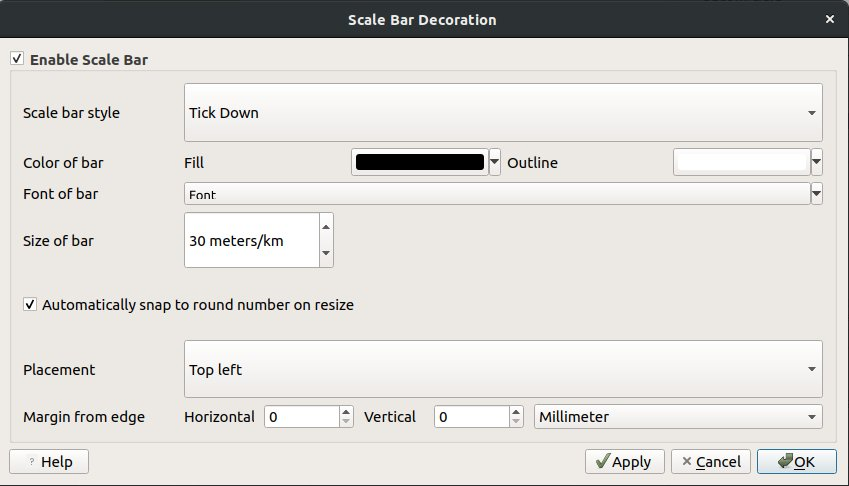 Scale Bar Decoration
Enable Scale Bar
Scale bar style Tick Down
Color of bar Fill Outline
Font of bar Font
Size of bar 30 meters/km
Automatically snap to round number on resize
Placement Top left
Margin from edge Horizontal 0 Vertical 0 Millimeter
? Help Apply Cancel OK